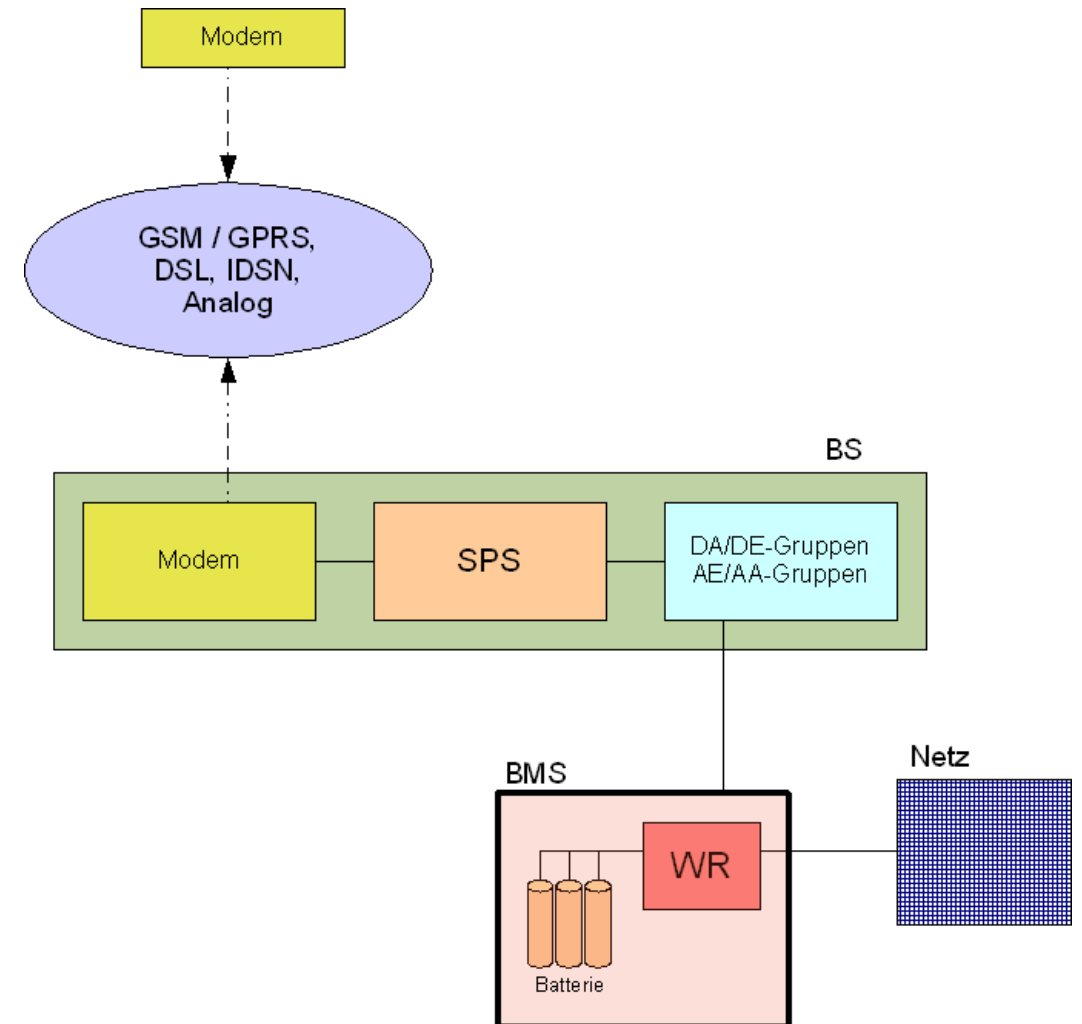 Modem
GSM / GPRS,
DSL, IDSN,
Analog
BS
Modem
SPS
DA/DE-Gruppen
AE/AA-Gruppen
Netz
BMS
WR
Batterie